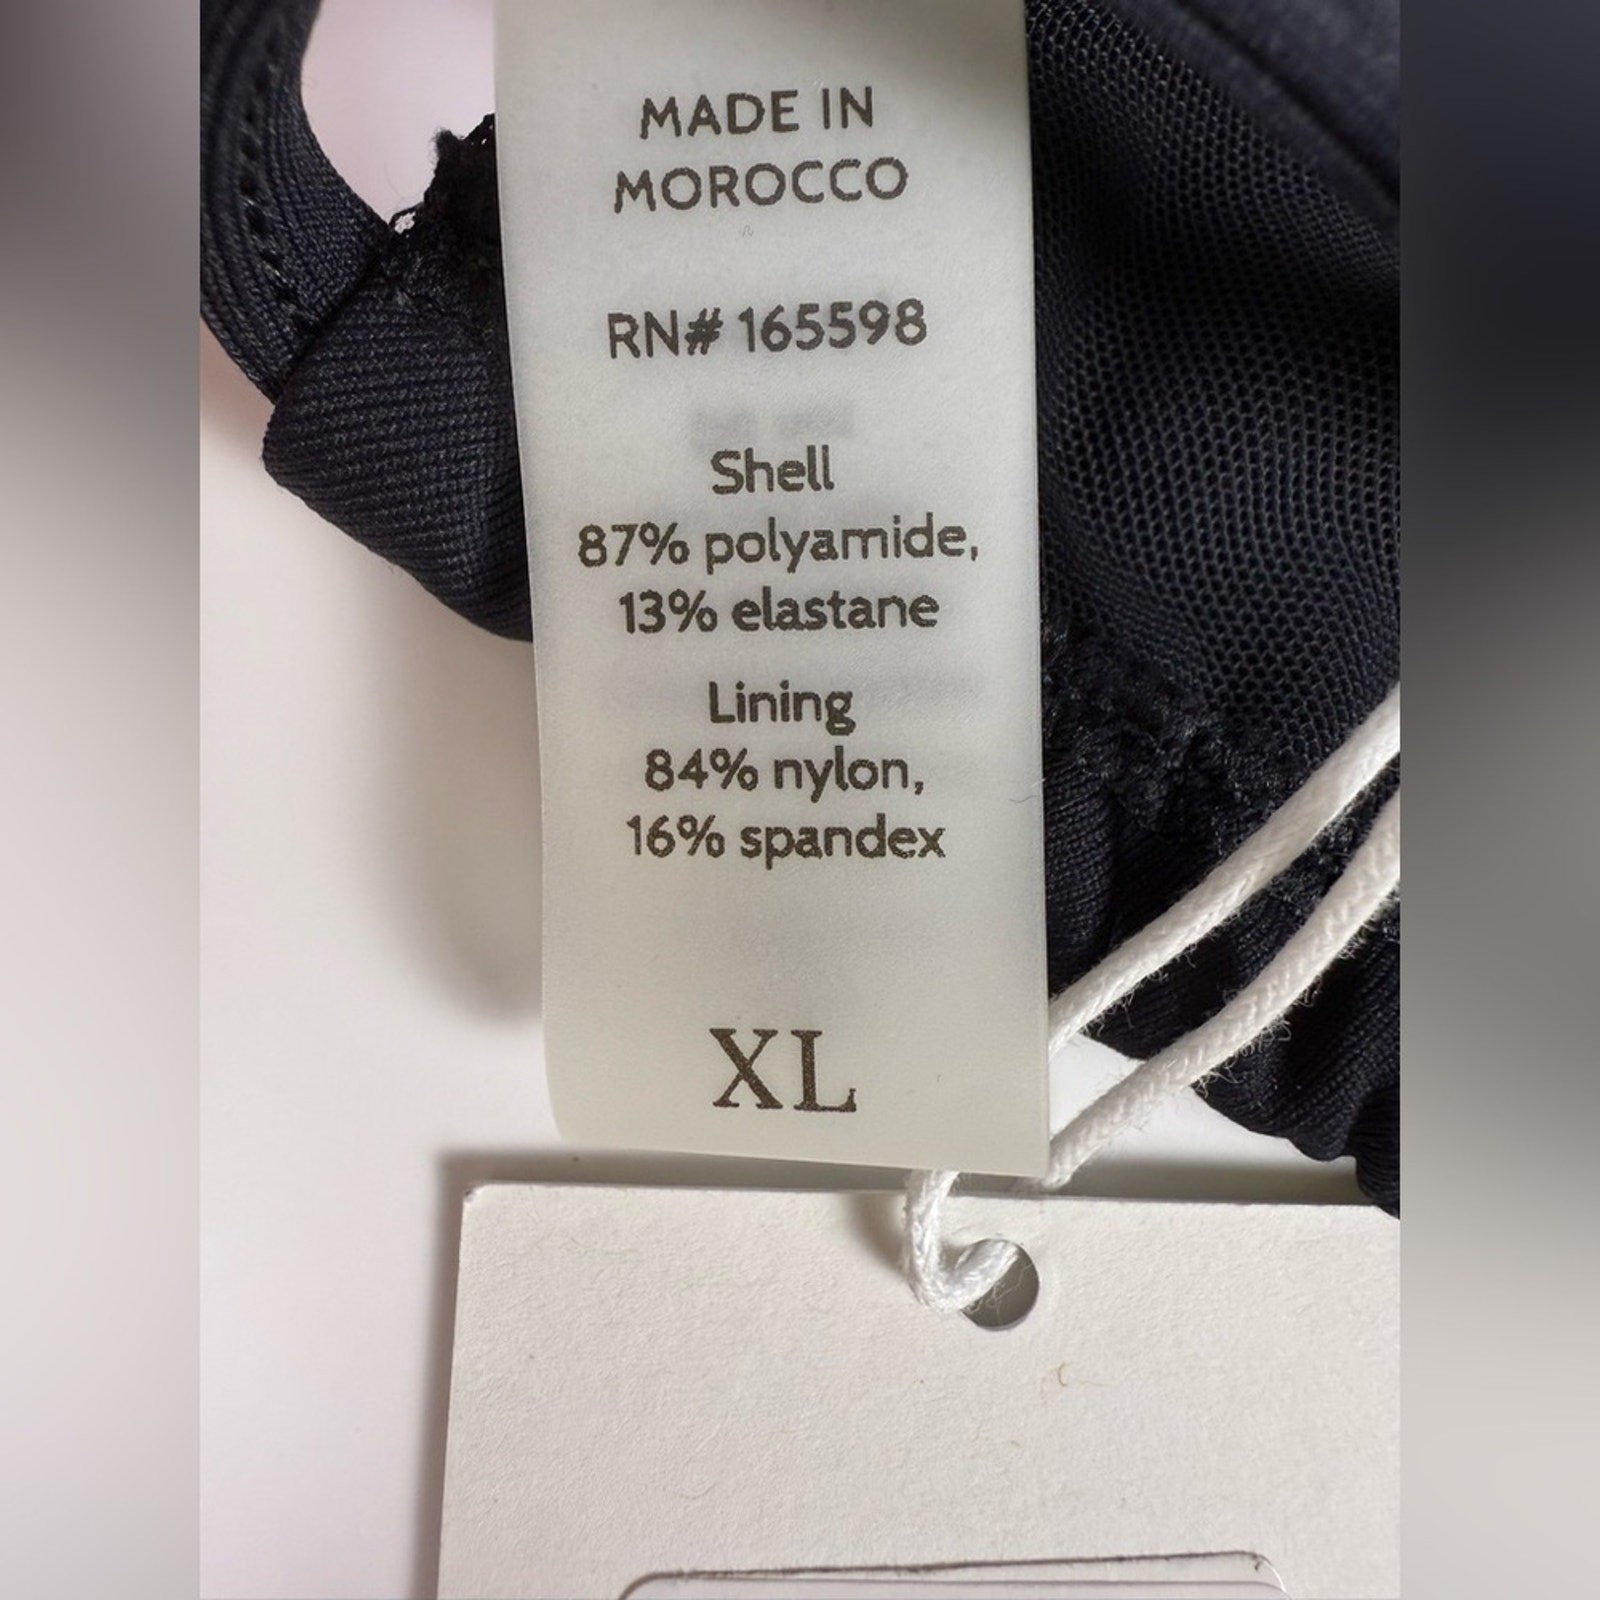 MADE IN
MOROCCO
RN# 165598
Shell
87% polyamide,
13% elastane
Lining
84% nylon,
16% spandex
XL